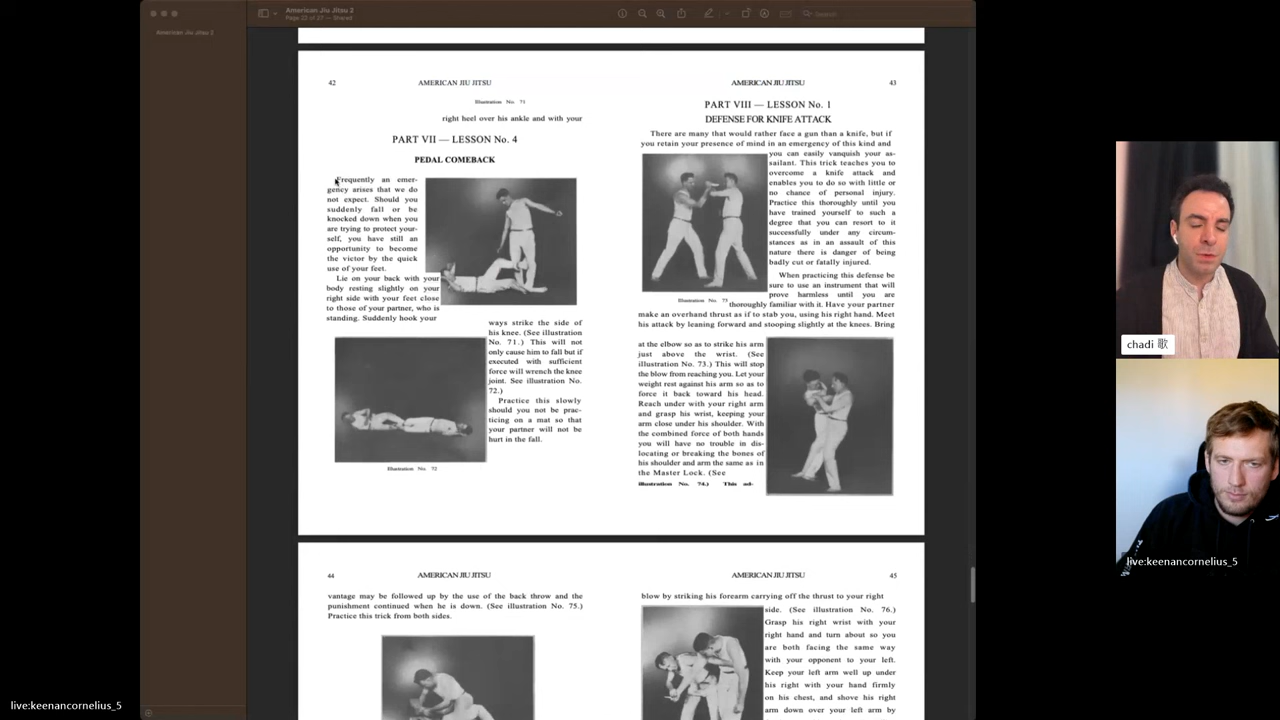 American Jiu Jitsu 2
Page 22 of 27 — Shared
Search
American Jiu Jitsu 2
42
AMERICAN JIU JITSU
Illustration No. 71
right heel over his ankle and with your
PART VII — LESSON No. 4
PEDAL COMEBACK
Frequently an emer-
gency arises that we do
not expect. Should you
suddenly fall or be
knocked down when you
are trying to protect your-
self, you have still an
opportunity to become
the victor by the quick
use of your feet.
Lie on your back with your
body resting slightly on your
right side with your feet close
to those of your partner, who is
standing. Suddenly hook your
ways strike the side of
his knee. (See illustration
No. 71.) This will not
only cause him to fall but if
executed with sufficient
force will wrench the knee
joint. See illustration No.
72.)
Practice this slowly
should you not be prac-
ticing on a mat so that
your partner will not be
hurt in the fall.
Illustration No. 72
AMERICAN JIU JITSU
43
PART VIII — LESSON No. 1
DEFENSE FOR KNIFE ATTACK
There are many that would rather face a gun than a knife, but if
you retain your presence of mind in an emergency of this kind and
you can easily vanquish your as-
sailant. This trick teaches you to
overcome a knife attack and
enables you to do so with little or
no chance of personal injury.
Practice this thoroughly until you
have trained yourself to such a
degree that you can resort to it
successfully under any circum-
stances as in an assault of this
nature there is danger of being
badly cut or fatally injured.
When practicing this defense be
sure to use an instrument that will
prove harmless until you are
Illustration No. 73
thoroughly familiar with it. Have your partner
make an overhand thrust as if to stab you, using his right hand. Meet
his attack by leaning forward and stooping slightly at the knees. Bring
at the elbow so as to strike his arm
just above the wrist. (See
illustration No. 73.) This will stop
the blow from reaching you. Let your
weight rest against his arm so as to
force it back toward his head.
Reach under with your right arm
and grasp his wrist, keeping your
arm close under his shoulder. With
the combined force of both hands
you will have no trouble in dis-
locating or breaking the bones of
his shoulder and arm the same as in
the Master Lock. (See
illustration No. 74.) This ad-
44
AMERICAN JIU JITSU
vantage may be followed up by the use of the back throw and the
punishment continued when he is down. (See illustration No. 75.)
Practice this trick from both sides.
AMERICAN JIU JITSU
45
blow by striking his forearm carrying off the thrust to your right
side. (See illustration No. 76.)
Grasp his right wrist with your
right hand and turn about so you
are both facing the same way
with your opponent to your left.
Keep your left arm well up under
his right with your hand firmly
on his chest, and shove his right
arm down over your left arm by
chadi 歌
live:keenancornelius_5
live:keenancornelius_5